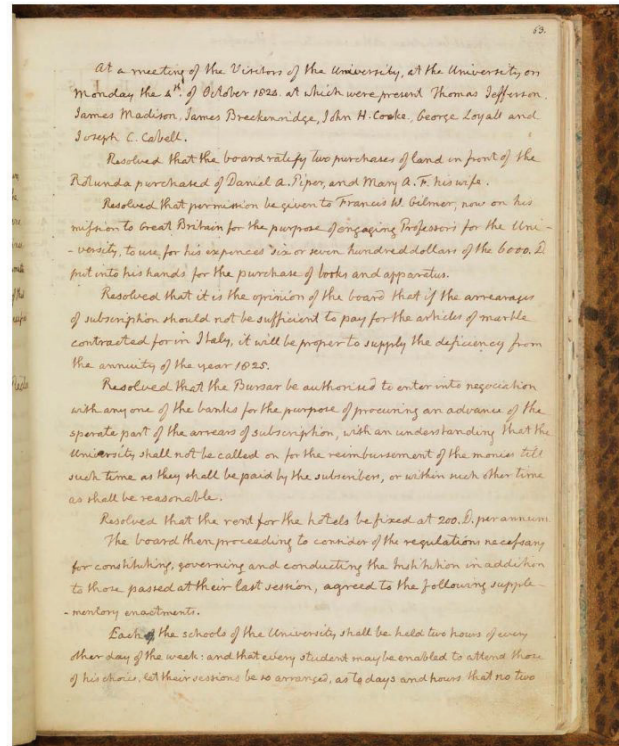 63.
At a meeting of the Visitors of the University, at the University on
Monday the 4th. of October 1824. at which were present Thomas Jefferson,
James Madison, James Breckenridge, John H. Cocke, George Loyall and
Joseph C. Cabell.
Resolved that the board ratify two purchases of land in front of the
Rotunda purchased of Daniel A. Piper, and Mary A. F. his wife.
Resolved that permission be given to Francis W. Gilmer, now on his
mission to Great Britain for the purpose of engaging Professors for the Uni-
-versity, to use, for his expences six or seven hundred dollars of the 6000. D.
put into his hands for the purchase of books and apparatus.
Resolved that it is the opinion of the board that if the arrearages
of subscription should not be sufficient to pay for the articles of marble
contracted for in Italy, it will be proper to supply the deficiency from
the annuity of the year 1825.
Resolved that the Bursar be authorised to enter into negociation
with any one of the banks for the purpose of procuring an advance of the
sperate part of the arrears of subscription, with an understanding that the
University shall not be called on for the reimbursement of the monies till
such time as they shall be paid by the subscribers, or within such other time
as shall be reasonable.
Resolved that the rent for the hotels be fixed at 200. D. per annum
The board then proceeding to consider of the regulations necessary
for constituting, governing and conducting the Institution in addition
to those passed at their last session, agreed to the following supple-
-mentory enactments.
Each of the schools of the University shall be held two hours of every
other day of the week: and that every student may be enabled to attend those
of his choice, let their sessions be so arranged, as to days and hours that no two